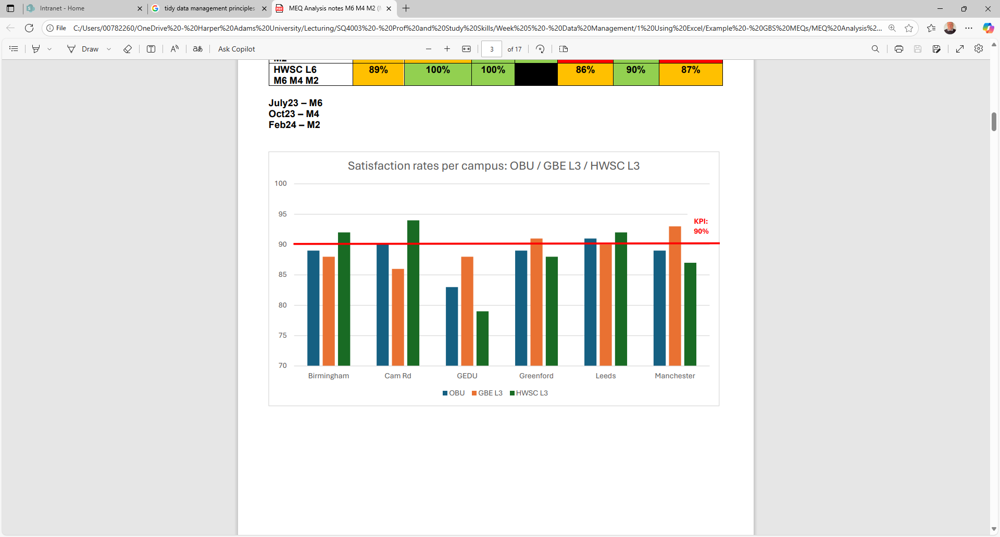 Intranet - Home
tidy data management principles
MEQ Analysis notes M6 M4 M2 (
File
C:/Users/00782260/OneDrive%20-%20Harper%20Adams%20University/Lecturing/SQ4003%20-%20Prof%20and%20Study%20Skills/Week%205%20-%20Data%20Management/1%20Using%20Excel/Example%20-%20GBS%20MEQs/MEQ%20Analysis%2...
Draw
aあ
Ask Copilot
3 of 17
M2
HWSC L6 89% 100% 100% 86% 90% 87%
M6 M4 M2
July23 – M6
Oct23 – M4
Feb24 – M2
Satisfaction rates per campus: OBU / GBE L3 / HWSC L3
100
95
KPI:
90%
90
85
80
75
70
Birmingham Cam Rd GEDU Greenford Leeds Manchester
OBU GBE L3 HWSC L3